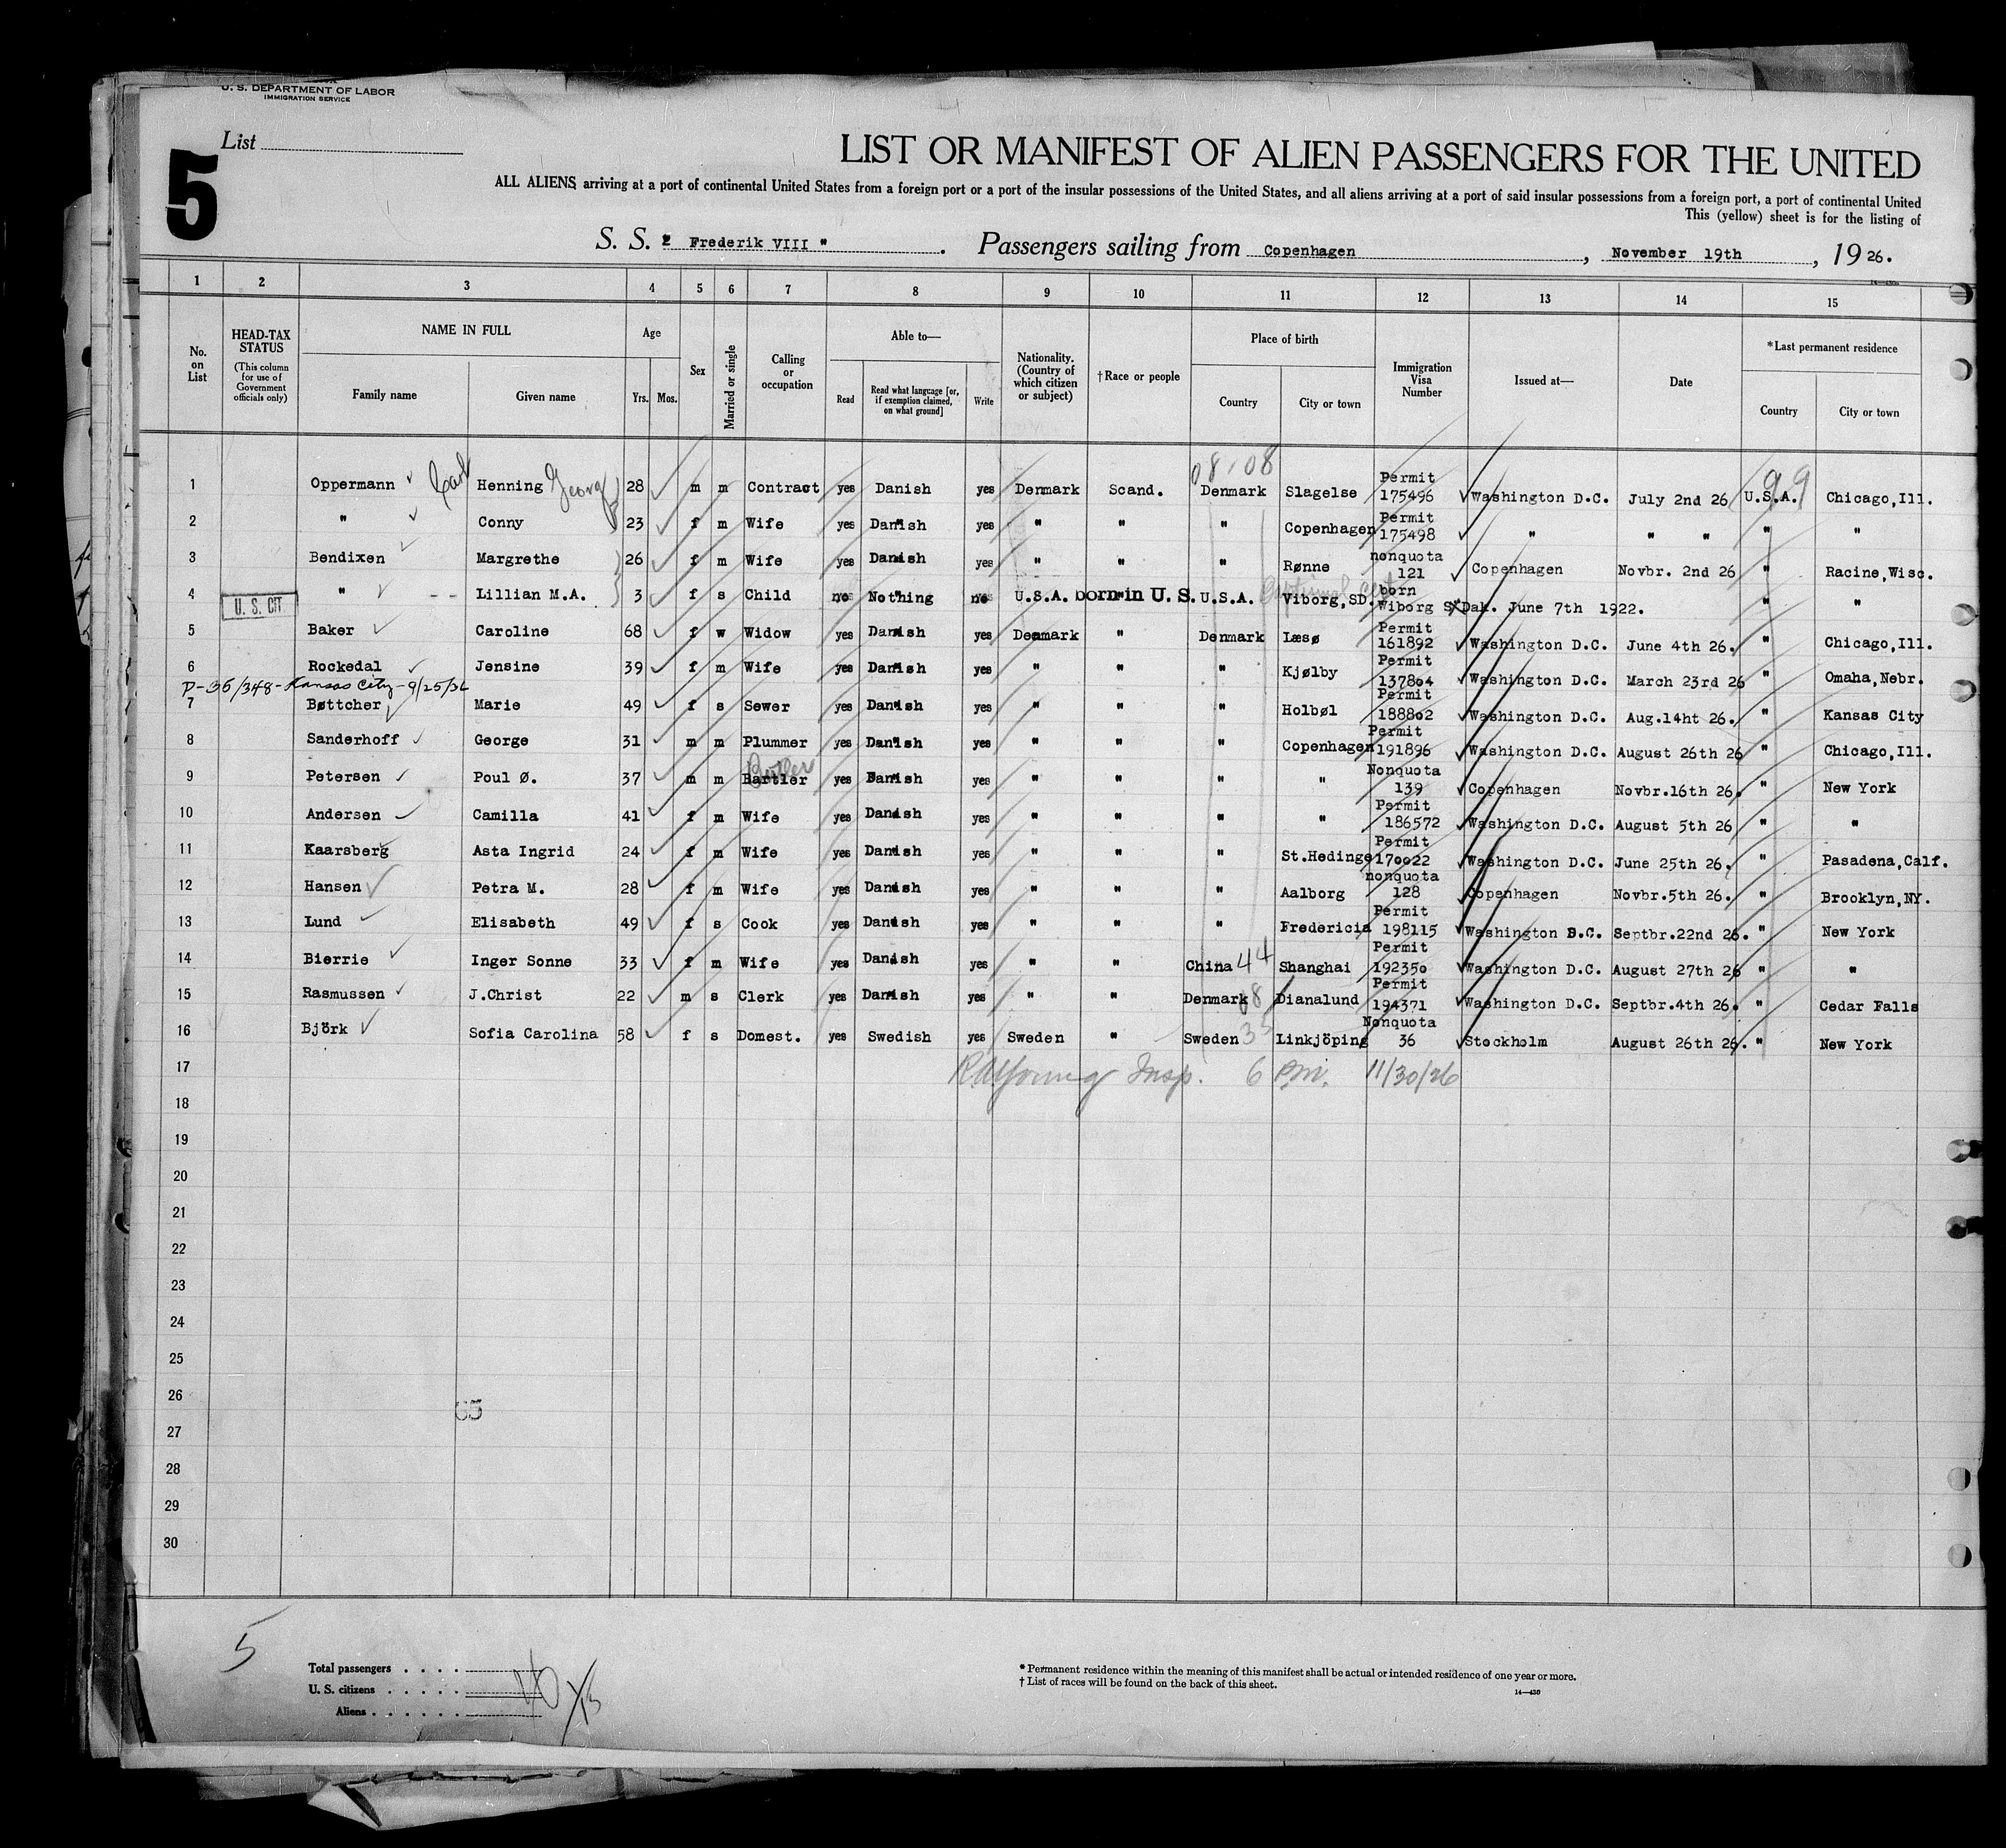 U. S. DEPARTMENT OF LABOR
IMMIGRATION SERVICE
List
5
LIST OR MANIFEST OF ALIEN PASSENGERS FOR THE UNITED
ALL ALIENS arriving at a port of continental United States from a foreign port or a port of the insular possessions of the United States, and all aliens arriving at a port of said insular possessions from a foreign port, a port of continental United
This (yellow) sheet is for the listing of
S. S. Frederik VIII " . Passengers sailing from Copenhagen , November 19th , 19 26.
1 2 3 4 5 6 7 8 9 10 11 12 13 14 15
No. on List
HEAD-TAX STATUS
(This column for use of Government officials only)
NAME IN FULL
Family name Given name
Age
Yrs. Mos.
Sex
Married or single
Calling or occupation
Able to—
Read
Read what language [or, if exemption claimed, on what ground]
Write
Nationality. (Country of which citizen or subject)
†Race or people
Place of birth
Country City or town
Immigration Visa Number
Issued at—
Date
*Last permanent residence
Country City or town
08-08 99
1 Oppermann Carl Henning Georg 28 m m Contract yes Danish yes Denmark Scand. Denmark Slagelse Permit 175496 Washington D.C. July 2nd 26 U.S.A. Chicago,Ill.
2 " Conny 23 f m Wife yes Danish yes " " " Copenhagen Permit 175498 " " " " "
3 Bendixen Margrethe 26 f m Wife yes Danish yes " " " Rønne nonquota 121 Copenhagen Novbr. 2nd 26 " Racine,Wisc.
4 U. S. CIT. " -- Lillian M.A. 3 f s Child no Nothing no U.S.A. born in U. S. U.S.A. Viborg,SD. born Wiborg S.Dak. June 7th 1922. " "
5 Baker Caroline 68 f w Widow yes Danish yes Denmark " Denmark Læsø Permit 161892 Washington D.C. June 4th 26. " Chicago,Ill.
6 Rockedal Jensine 39 f m Wife yes Danish yes " " " Kjølby Permit 137804 Washington D.C. March 23rd 26 " Omaha,Nebr.
P-36/348-Kansas City-9/25/36
7 Bøttcher Marie 49 f s Sewer yes Danish yes " " " Holbøl Permit 188802 Washington D.C. Aug.14ht 26. " Kansas City
8 Sanderhoff George 31 m m Plummer yes Danish yes " " " Copenhagen Permit 191896 Washington D.C. August 26th 26 " Chicago,Ill.
9 Petersen Poul Ø. 37 m m Bartler Butler yes Danish yes " " " " Nonquota 139 Copenhagen Novbr.16th 26. " New York
10 Andersen Camilla 41 f m Wife yes Danish yes " " " " Permit 186572 Washington D.C. August 5th 26 " "
11 Kaarsberg Asta Ingrid 24 f m Wife yes Danish yes " " " St.Hedinge Permit 170022 Washington D.C. June 25th 26. " Pasadena,Calf.
12 Hansen Petra M. 28 f m Wife yes Danish yes " " " Aalborg nonquota 128 Copenhagen Novbr.5th 26. " Brooklyn,NY.
13 Lund Elisabeth 49 f s Cook yes Danish yes " " " Fredericia Permit 198115 Washington D.C. Septbr.22nd 26. " New York
14 Bierrie Inger Sonne 33 f m Wife yes Danish yes " " China 44 Shanghai Permit 192350 Washington D.C. August 27th 26 " "
15 Rasmussen J.Christ 22 m s Clerk yes Danish yes " " Denmark 08 Dianalund Permit 194371 Washington D.C. Septbr.4th 26. " Cedar Falls
16 Björk Sofia Carolina 58 f s Domest. yes Swedish yes Sweden " Sweden 35 Linkjöping Nonquota 36 Stockholm August 26th 26. " New York
17 Insp. 6 P.M. 11/30/26
18
19
20
21
22
23
24
25
26
27
28
29
30
5
Total passengers . . . .
U. S. citizens . . . . .
Aliens . . . . . .
* Permanent residence within the meaning of this manifest shall be actual or intended residence of one year or more.
† List of races will be found on the back of this sheet.
14—430